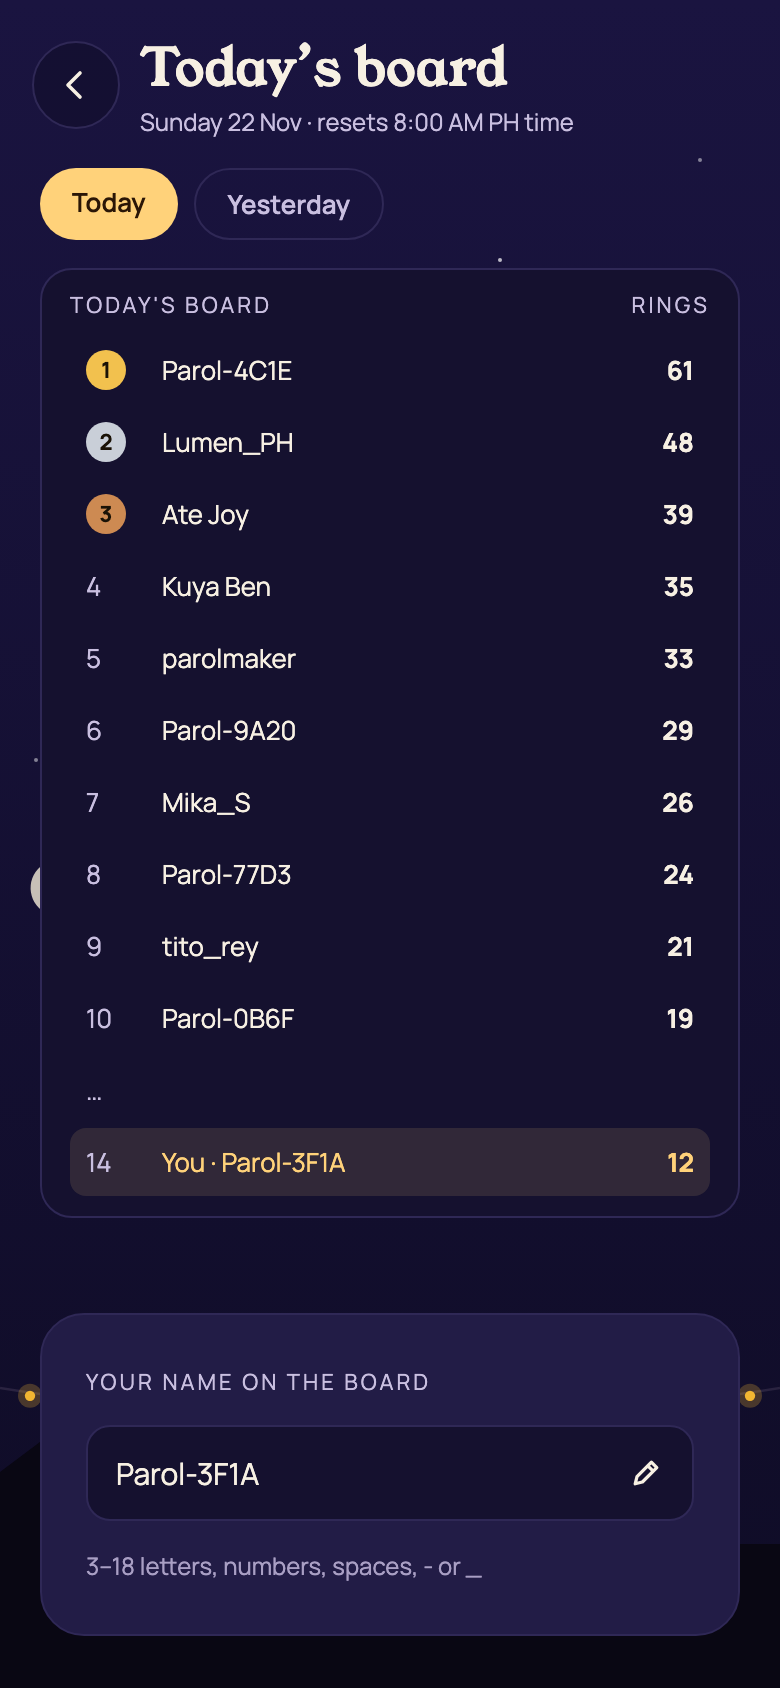 Today’s board
Sunday 22 Nov · resets 8:00 AM PH time
Today Yesterday
TODAY'S BOARD RINGS
1 Parol-4C1E 61
2 Lumen_PH 48
3 Ate Joy 39
4 Kuya Ben 35
5 parolmaker 33
6 Parol-9A20 29
7 Mika_S 26
8 Parol-77D3 24
9 tito_rey 21
10 Parol-0B6F 19
...
14 You · Parol-3F1A 12
YOUR NAME ON THE BOARD
Parol-3F1A
3–18 letters, numbers, spaces, - or _